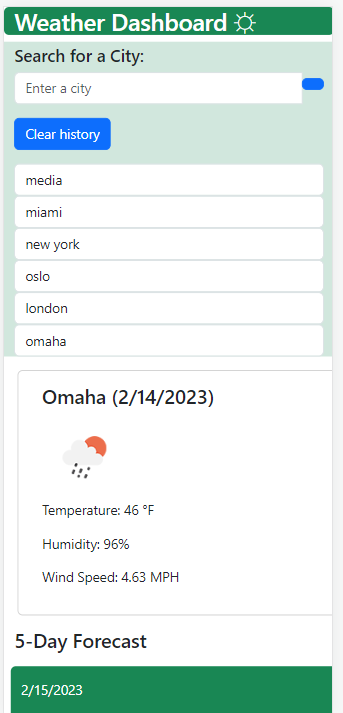 Weather Dashboard
Search for a City:
Enter a city
Clear history
media
miami
new york
oslo
london
omaha
Omaha (2/14/2023)
Temperature: 46 °F
Humidity: 96%
Wind Speed: 4.63 MPH
5-Day Forecast
2/15/2023